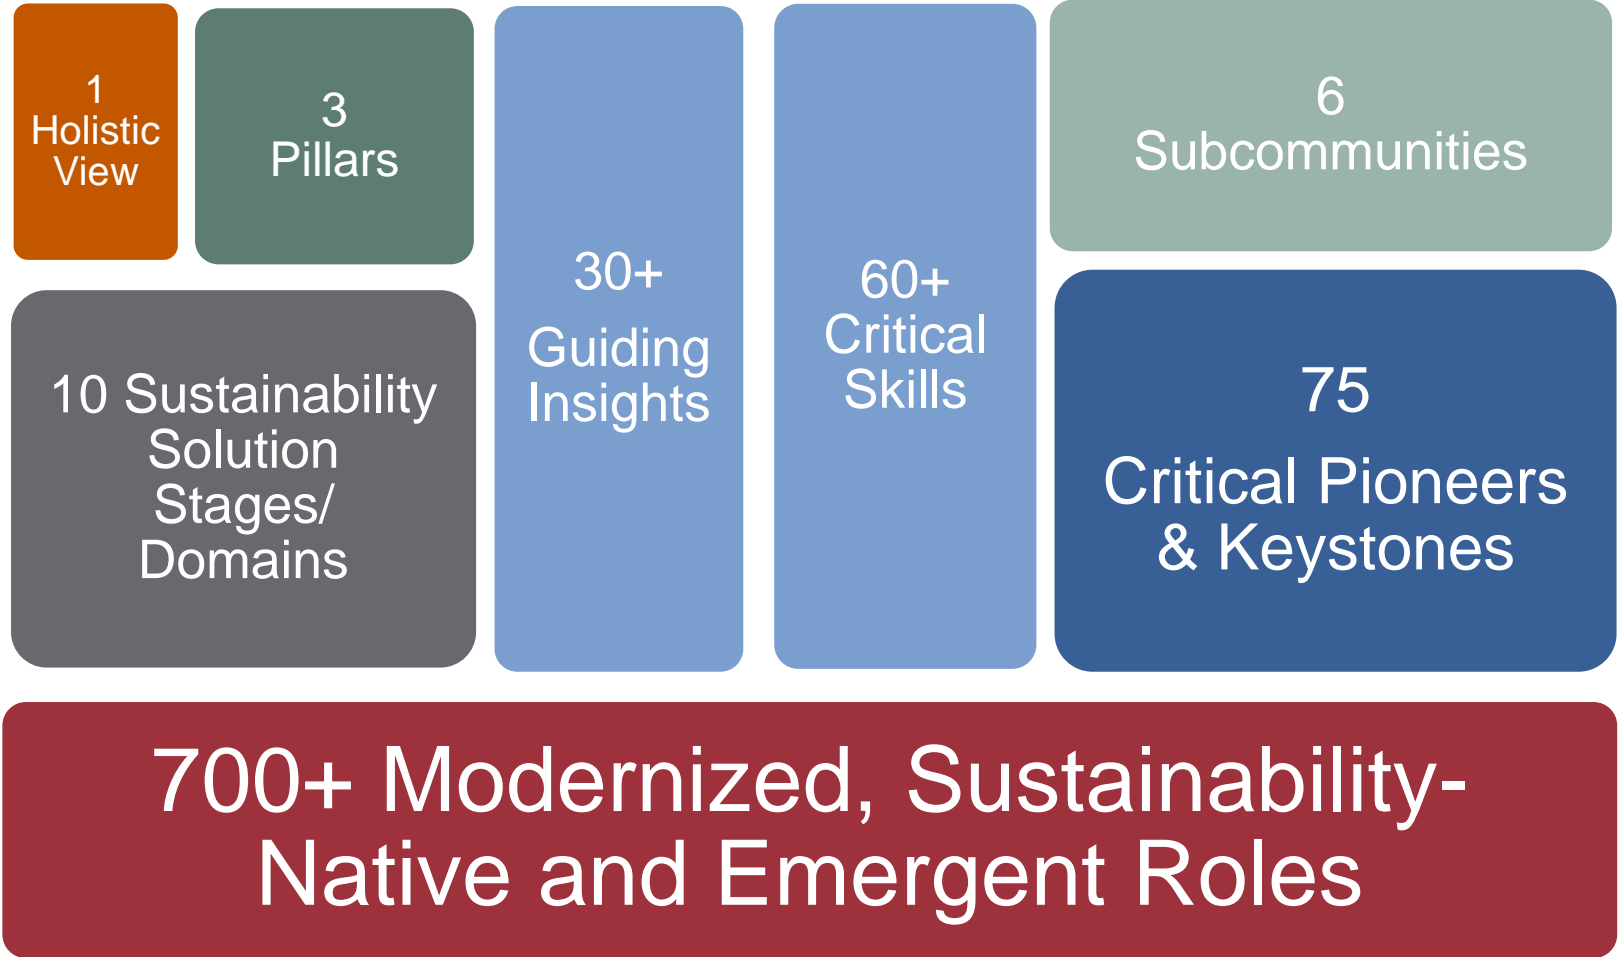 1
Holistic
View
3
Pillars
10 Sustainability
Solution
Stages/
Domains
30+
Guiding
Insights
60+
Critical
Skills
6
Subcommunities
75
Critical Pioneers
& Keystones
700+ Modernized, Sustainability-
Native and Emergent Roles